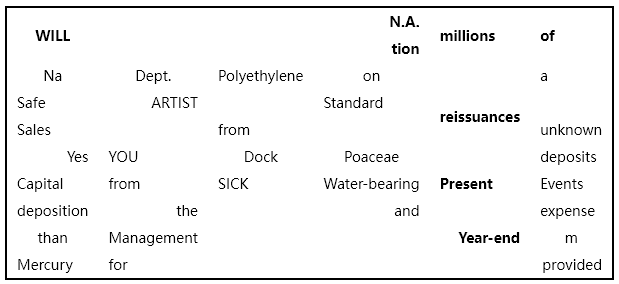 WILL N.A. tion millions of
Na Dept. Polyethylene on a
Safe ARTIST Standard reissuances
Sales from unknown
Yes YOU Dock Poaceae deposits
Capital from SICK Water-bearing Present Events
deposition the and expense
than Management Year-end m
Mercury for provided